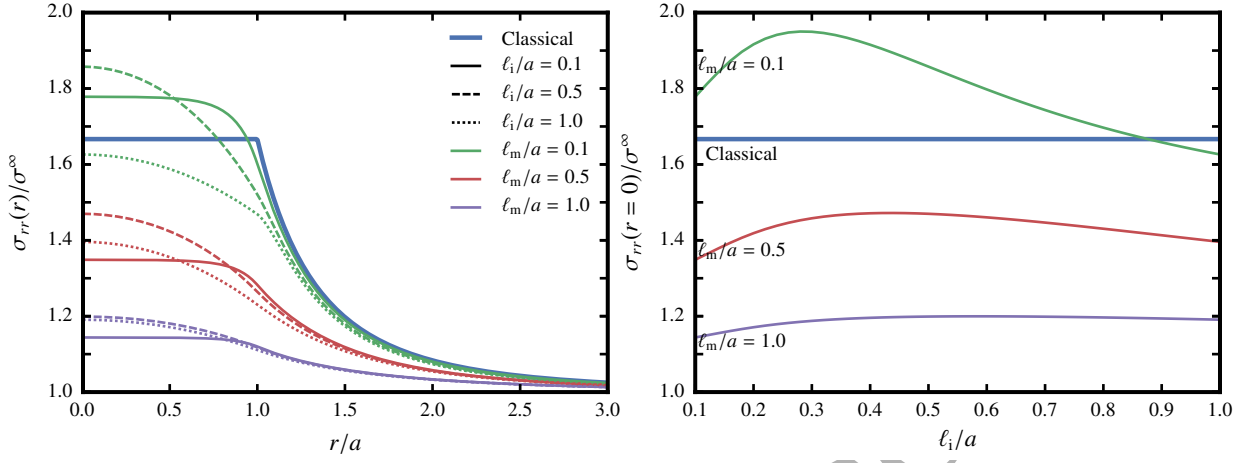 2.0
1.8
1.6
1.4
1.2
1.0
σrr(r)/σ∞
Classical
ℓi/a = 0.1
ℓi/a = 0.5
ℓi/a = 1.0
ℓm/a = 0.1
ℓm/a = 0.5
ℓm/a = 1.0
0.0 0.5 1.0 1.5 2.0 2.5 3.0
r/a
2.0
1.8
1.6
1.4
1.2
1.0
σrr(r = 0)/σ∞
ℓm/a = 0.1
Classical
ℓm/a = 0.5
ℓm/a = 1.0
0.1 0.2 0.3 0.4 0.5 0.6 0.7 0.8 0.9 1.0
ℓi/a